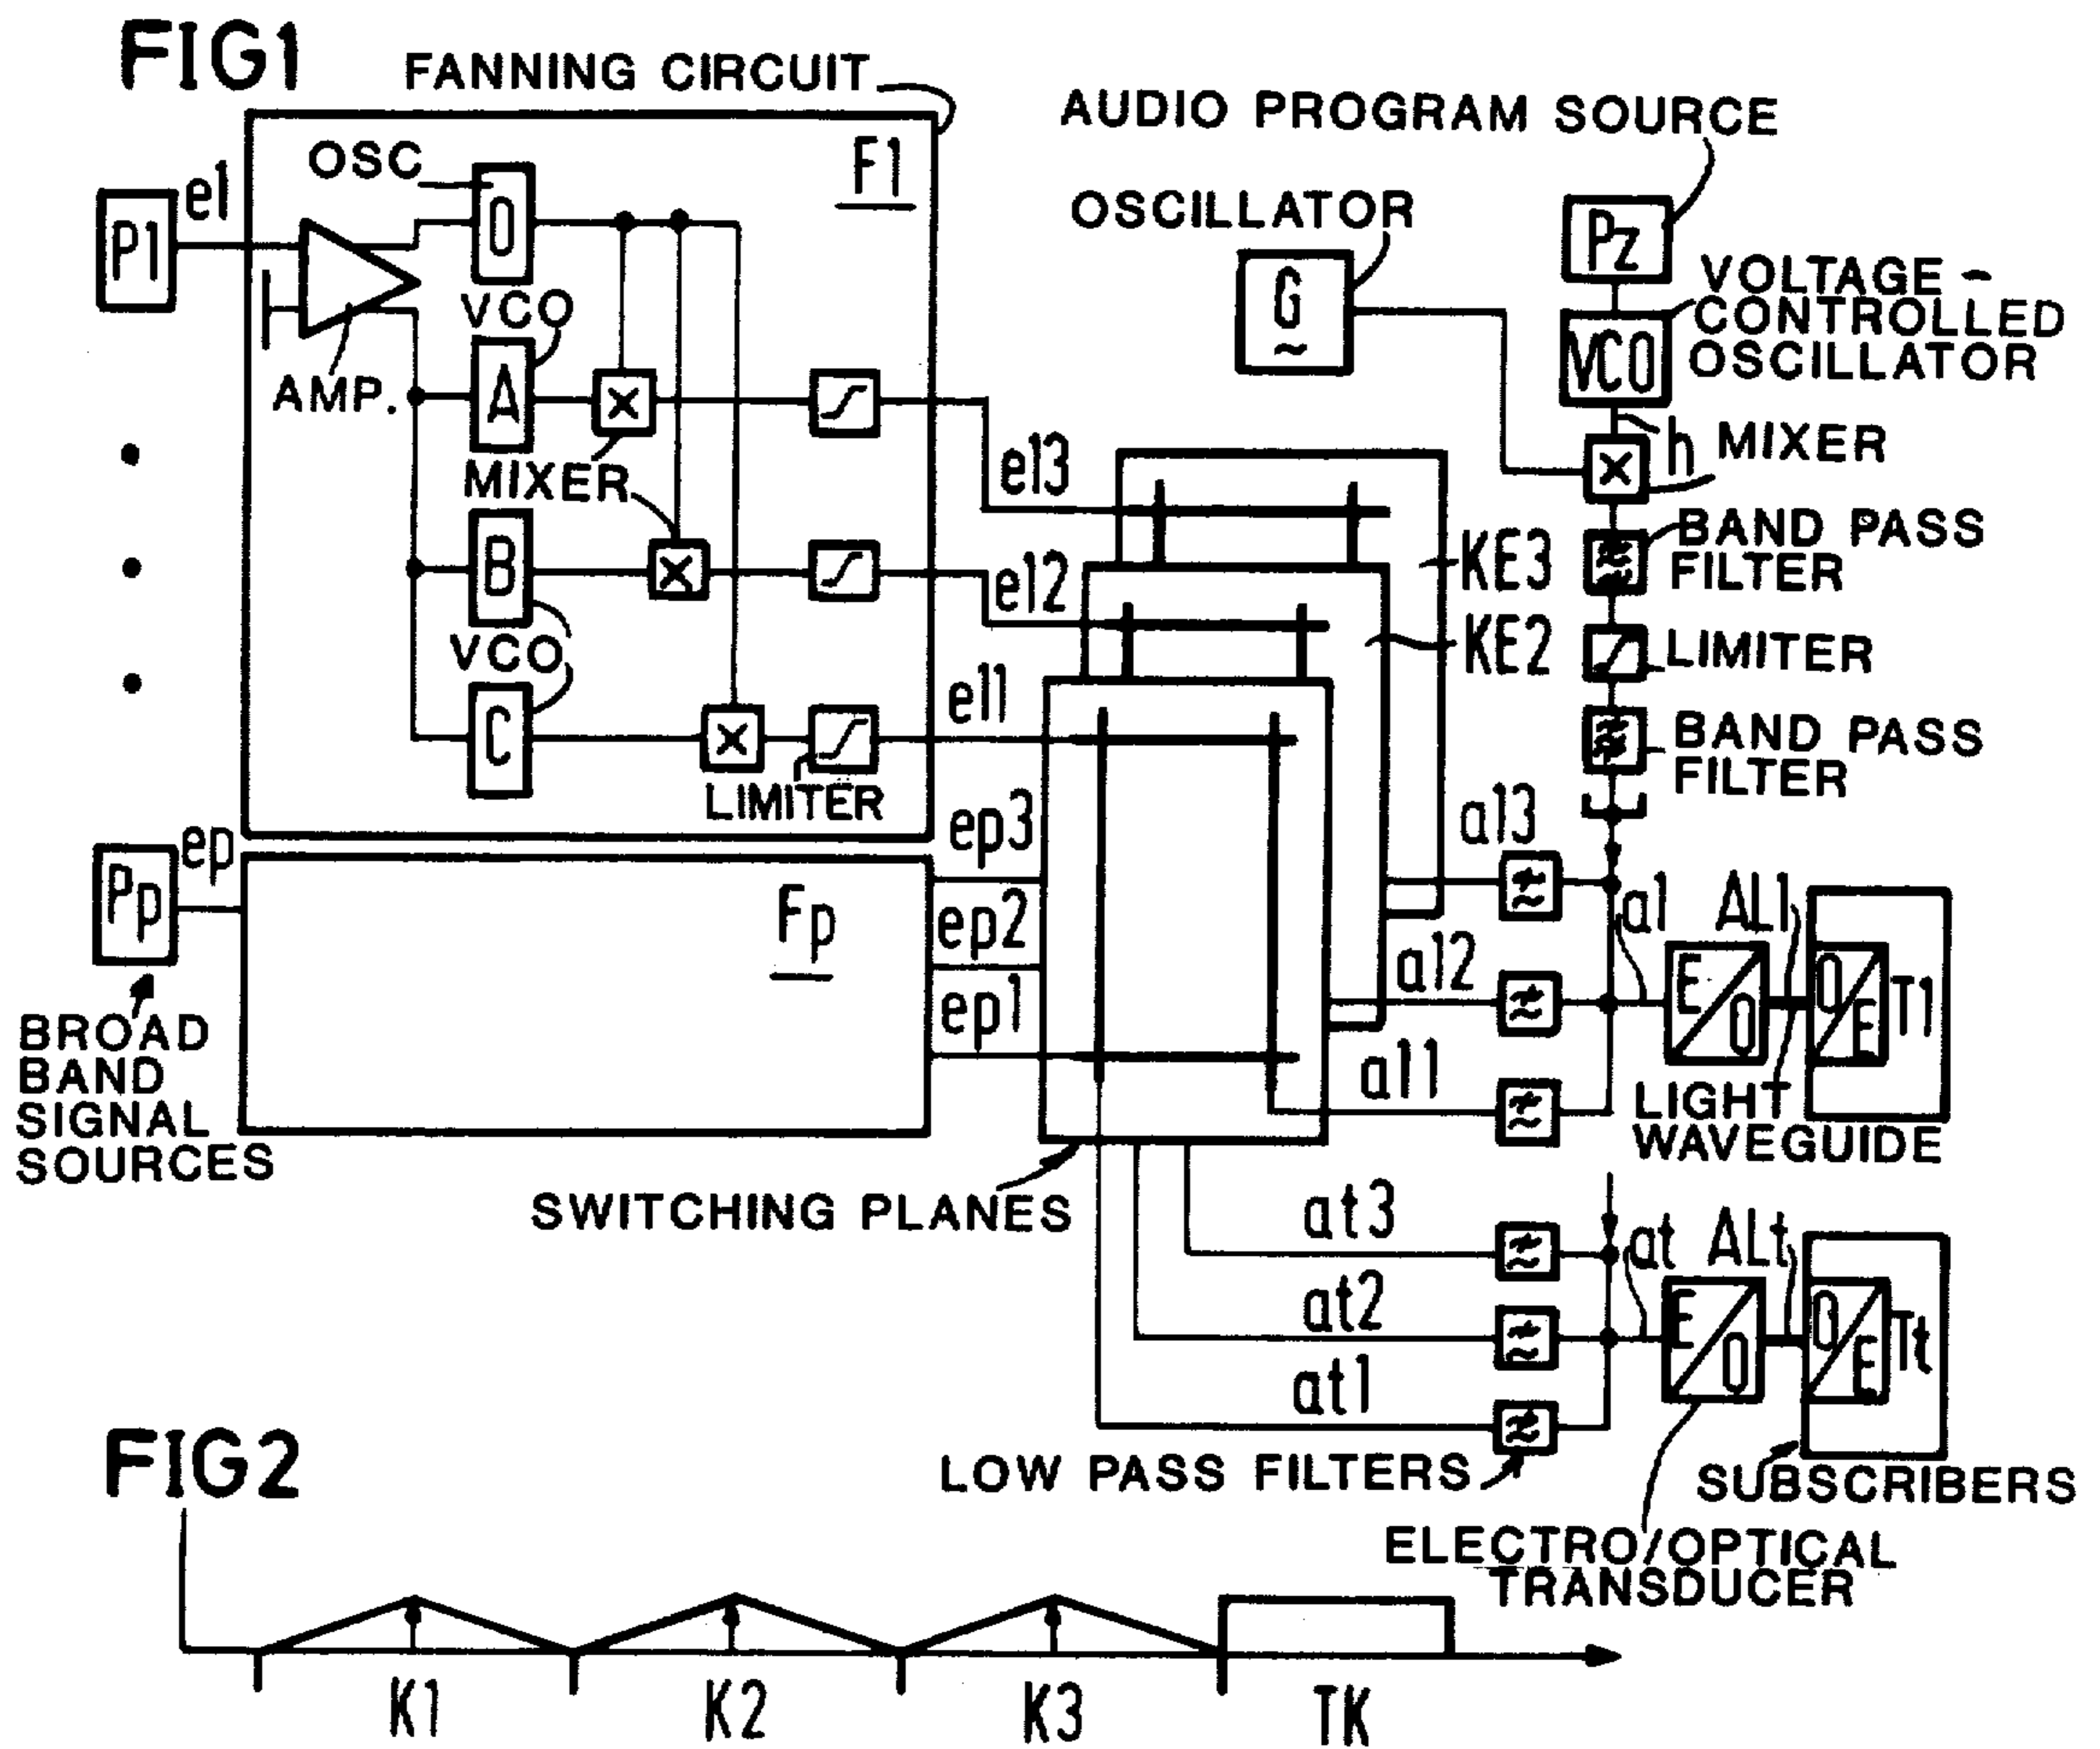 FIG1
FANNING CIRCUIT
AUDIO PROGRAM SOURCE
OSCILLATOR
OSC
F1
e1
P1
O
G
~
Pz
VOLTAGE-
CONTROLLED
OSCILLATOR
VCO
VCO
AMP.
A
X
h
MIXER
X
MIXER
e13
BAND PASS
FILTER
KE3
B
X
e12
KE2
LIMITER
VCO
C
X
e11
BAND PASS
FILTER
LIMITER
ep3
a13
ep
Pp
Fp
ep2
a12
a1
AL1
E
O
O
E
T1
ep1
a11
BROAD
BAND
SIGNAL
SOURCES
LIGHT
WAVEGUIDE
SWITCHING PLANES
at3
at
ALt
at2
E
O
O
E
Tt
at1
LOW PASS FILTERS
SUBSCRIBERS
ELECTRO/OPTICAL
TRANSDUCER
FIG2
K1
K2
K3
TK